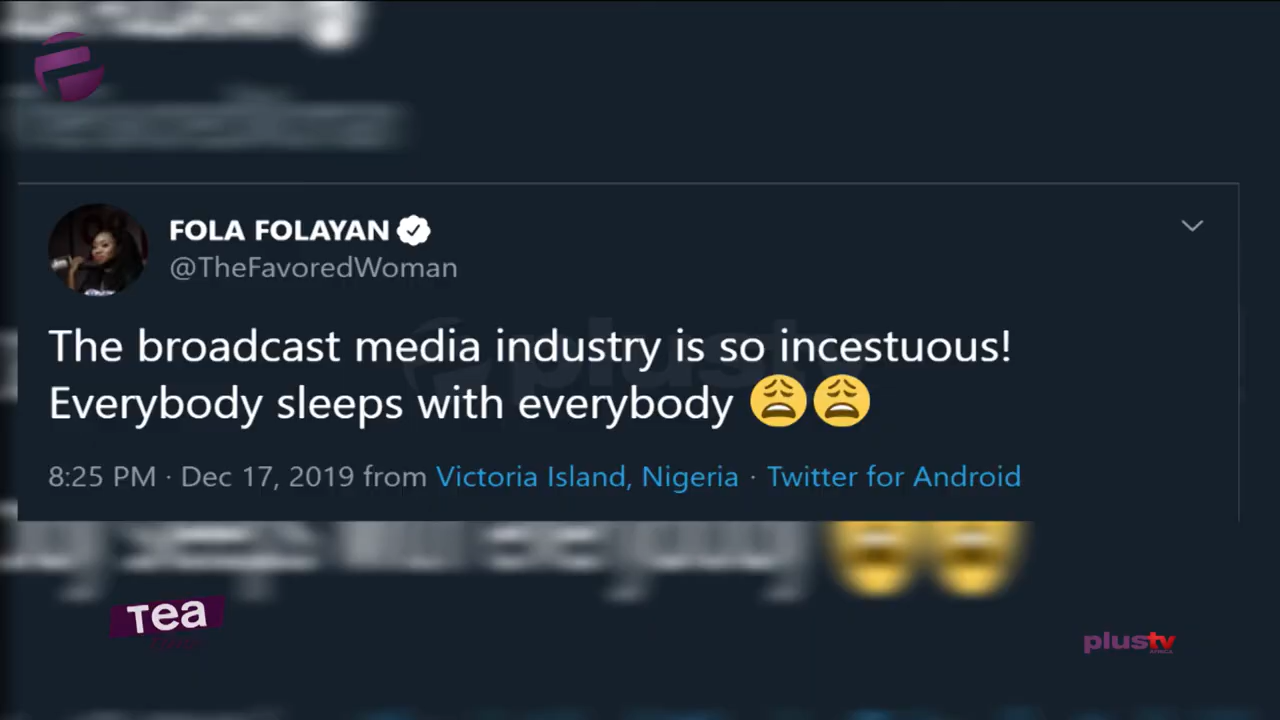 FOLA FOLAYAN
@TheFavoredWoman
The broadcast media industry is so incestuous!
Everybody sleeps with everybody 😩😩
8:25 PM · Dec 17, 2019 from Victoria Island, Nigeria · Twitter for Android
Tea
plustv
AFRICA